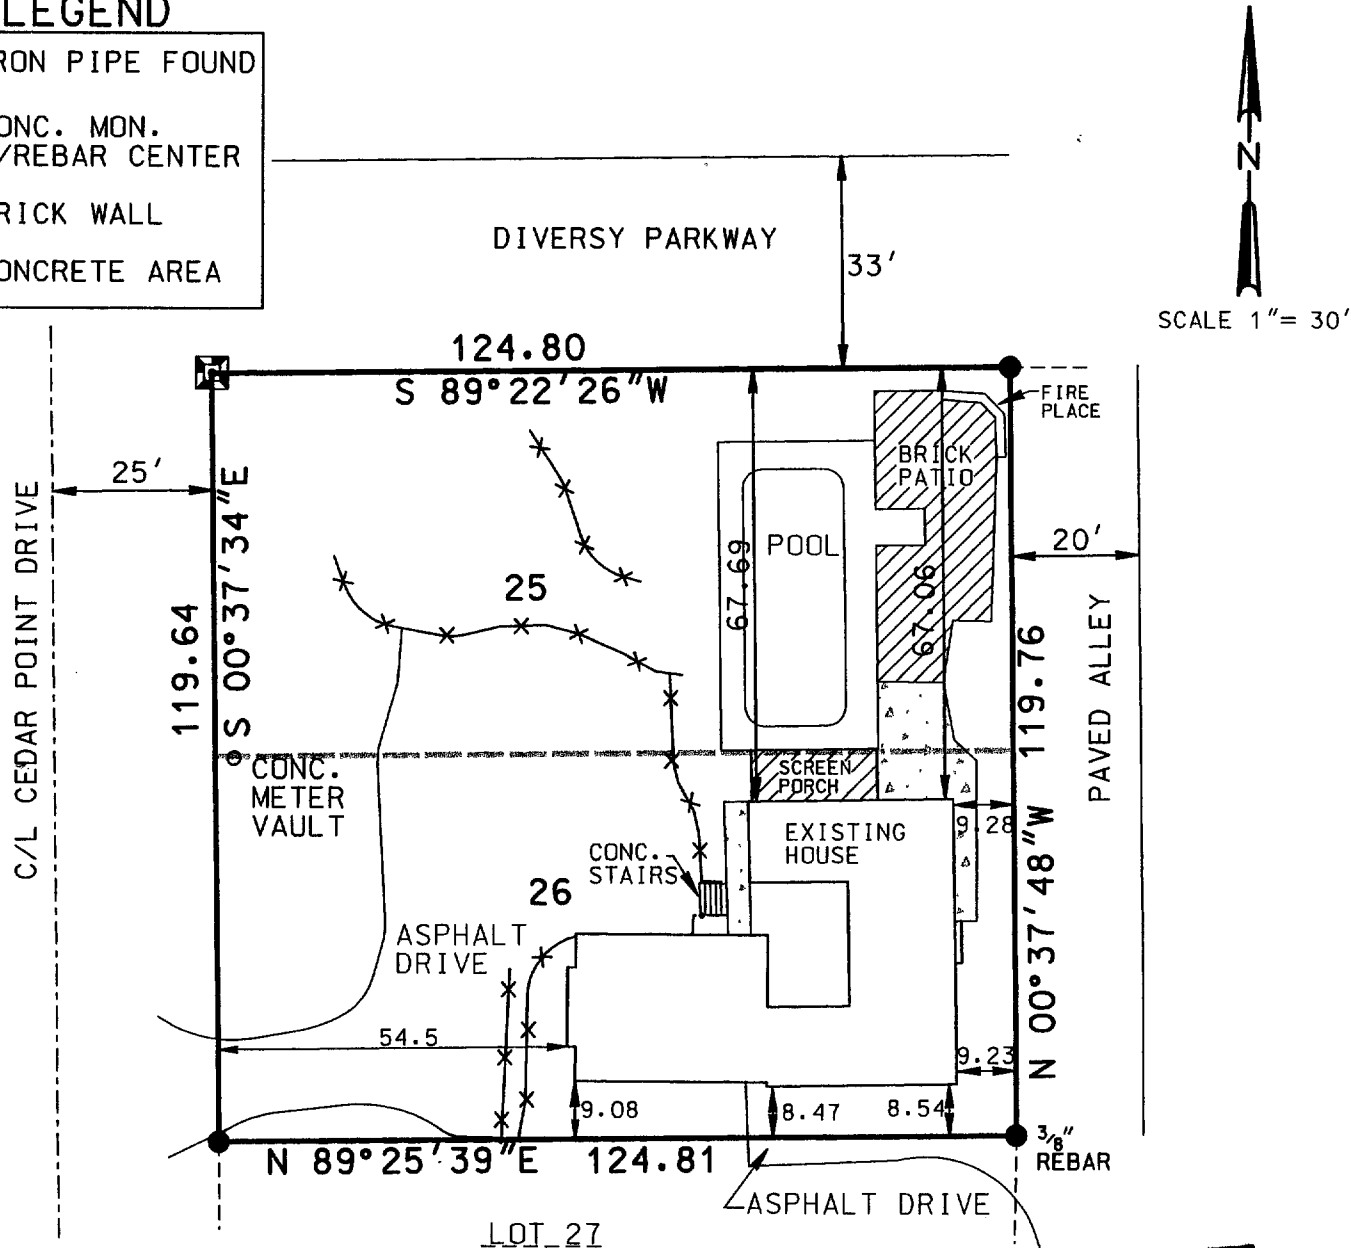 LEGEND
RON PIPE FOUND
ONC. MON.
/REBAR CENTER
RICK WALL
ONCRETE AREA
N
SCALE 1"= 30'
DIVERSY PARKWAY
33'
124.80
S 89°22'26"W
FIRE
PLACE
BRICK
PATIO
25'
C/L CEDAR POINT DRIVE
119.64
S 00°37'34"E
POOL
67.69
67.06
20'
25
119.76
N 00°37'48"W
PAVED ALLEY
CONC.
METER
VAULT
SCREEN
PORCH
9.28
EXISTING
HOUSE
CONC.
STAIRS
26
ASPHALT
DRIVE
54.5
9.23
9.08
8.47
8.54
3/8"
REBAR
N 89°25'39"E 124.81
ASPHALT DRIVE
LOT 27